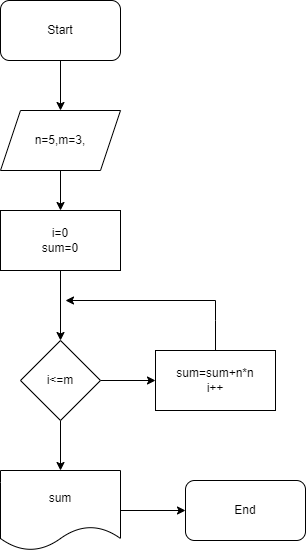 Start
n=5,m=3,
i=0
sum=0
i<=m
sum=sum+n*n
i++
sum
End